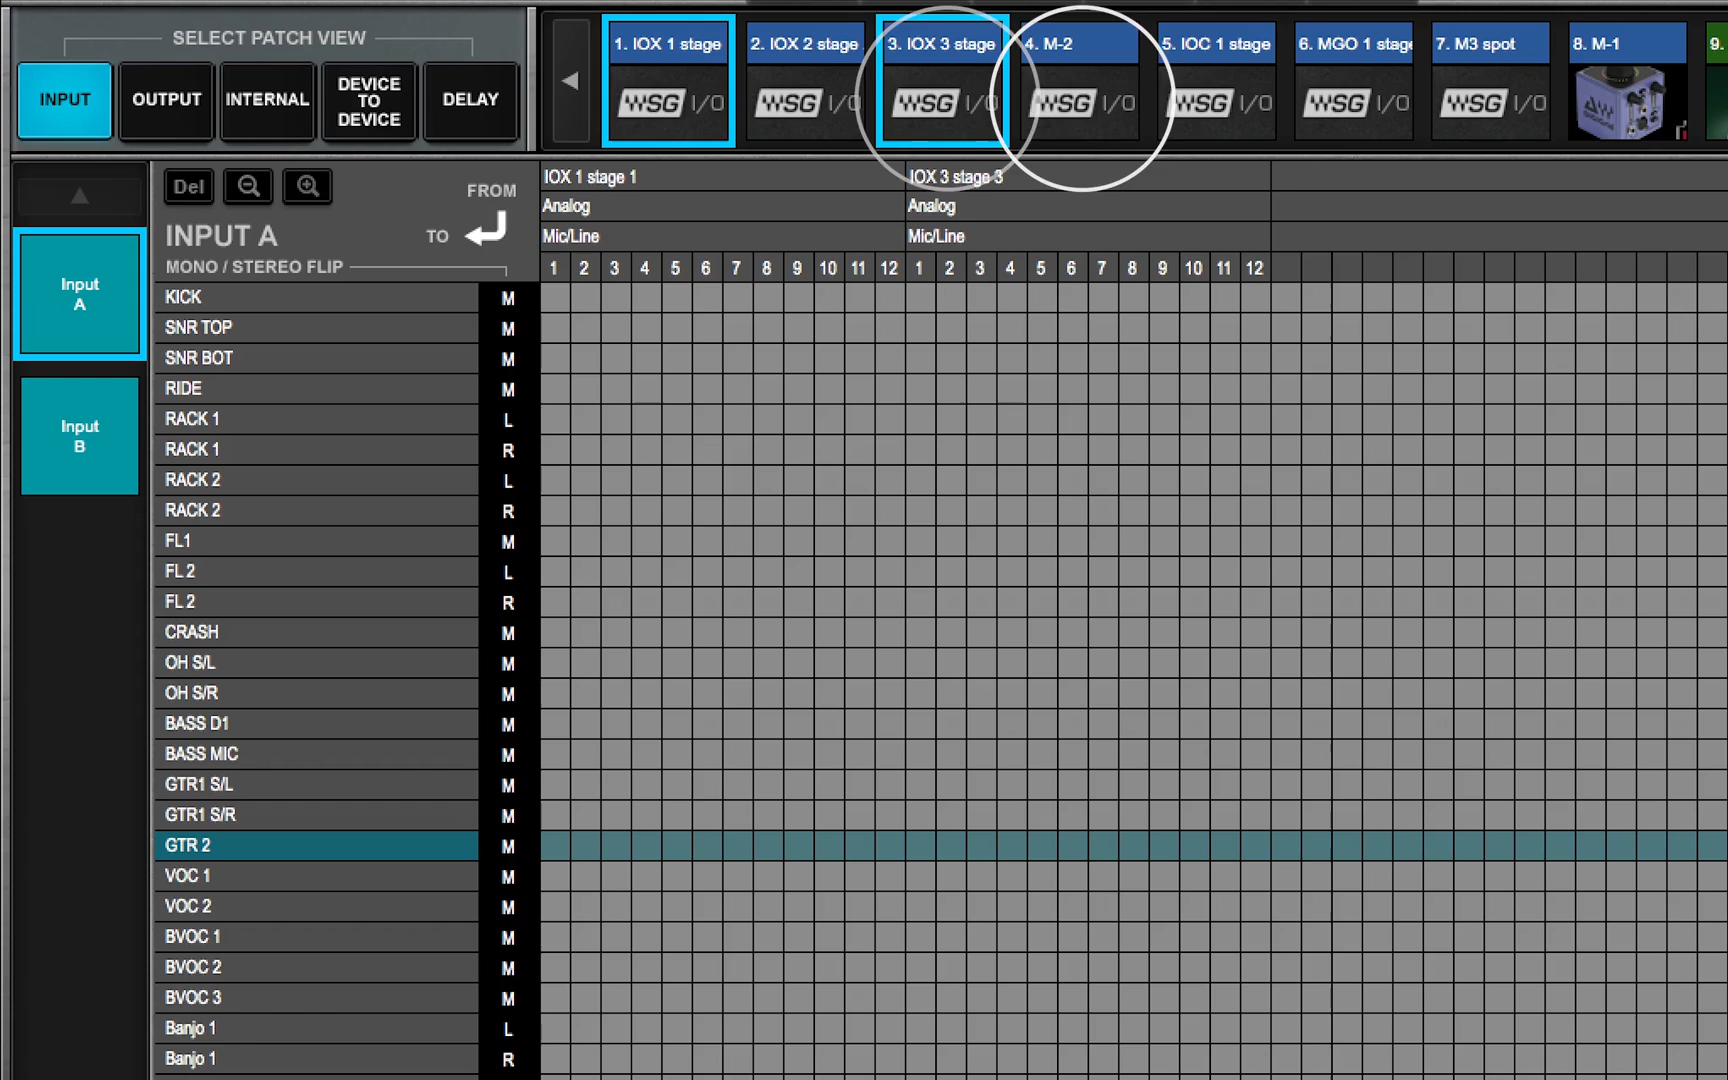 SELECT PATCH VIEW
INPUT
OUTPUT
INTERNAL
DEVICE
TO
DEVICE
DELAY
1. IOX 1 stage
WSG I/O
2. IOX 2 stage
WSG I/O
3. IOX 3 stage
WSG I/O
4. M-2
WSG I/O
5. IOC 1 stage
WSG I/O
6. MGO 1 stage
WSG I/O
7. M3 spot
WSG I/O
8. M-1
9.
Input
A
Input
B
Del
FROM
INPUT A
TO
MONO / STEREO FLIP
IOX 1 stage 1
IOX 3 stage 3
Analog
Analog
Mic/Line
Mic/Line
1 2 3 4 5 6 7 8 9 10 11 12 1 2 3 4 5 6 7 8 9 10 11 12
KICK M
SNR TOP M
SNR BOT M
RIDE M
RACK 1 L
RACK 1 R
RACK 2 L
RACK 2 R
FL1 M
FL 2 L
FL 2 R
CRASH M
OH S/L M
OH S/R M
BASS D1 M
BASS MIC M
GTR1 S/L M
GTR1 S/R M
GTR 2 M
VOC 1 M
VOC 2 M
BVOC 1 M
BVOC 2 M
BVOC 3 M
Banjo 1 L
Banjo 1 R